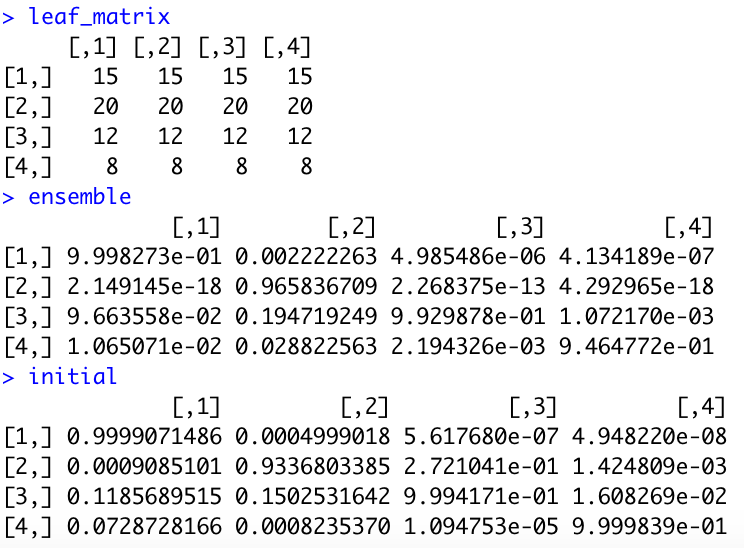 > leaf_matrix
     [,1] [,2] [,3] [,4]
[1,]   15   15   15   15
[2,]   20   20   20   20
[3,]   12   12   12   12
[4,]    8    8    8    8
> ensemble
             [,1]        [,2]         [,3]         [,4]
[1,] 9.998273e-01 0.002222263 4.985486e-06 4.134189e-07
[2,] 2.149145e-18 0.965836709 2.268375e-13 4.292965e-18
[3,] 9.663558e-02 0.194719249 9.929878e-01 1.072170e-03
[4,] 1.065071e-02 0.028822563 2.194326e-03 9.464772e-01
> initial
             [,1]         [,2]         [,3]         [,4]
[1,] 0.9999071486 0.0004999018 5.617680e-07 4.948220e-08
[2,] 0.0009085101 0.9336803385 2.721041e-01 1.424809e-03
[3,] 0.1185689515 0.1502531642 9.994171e-01 1.608269e-02
[4,] 0.0728728166 0.0008235370 1.094753e-05 9.999839e-01